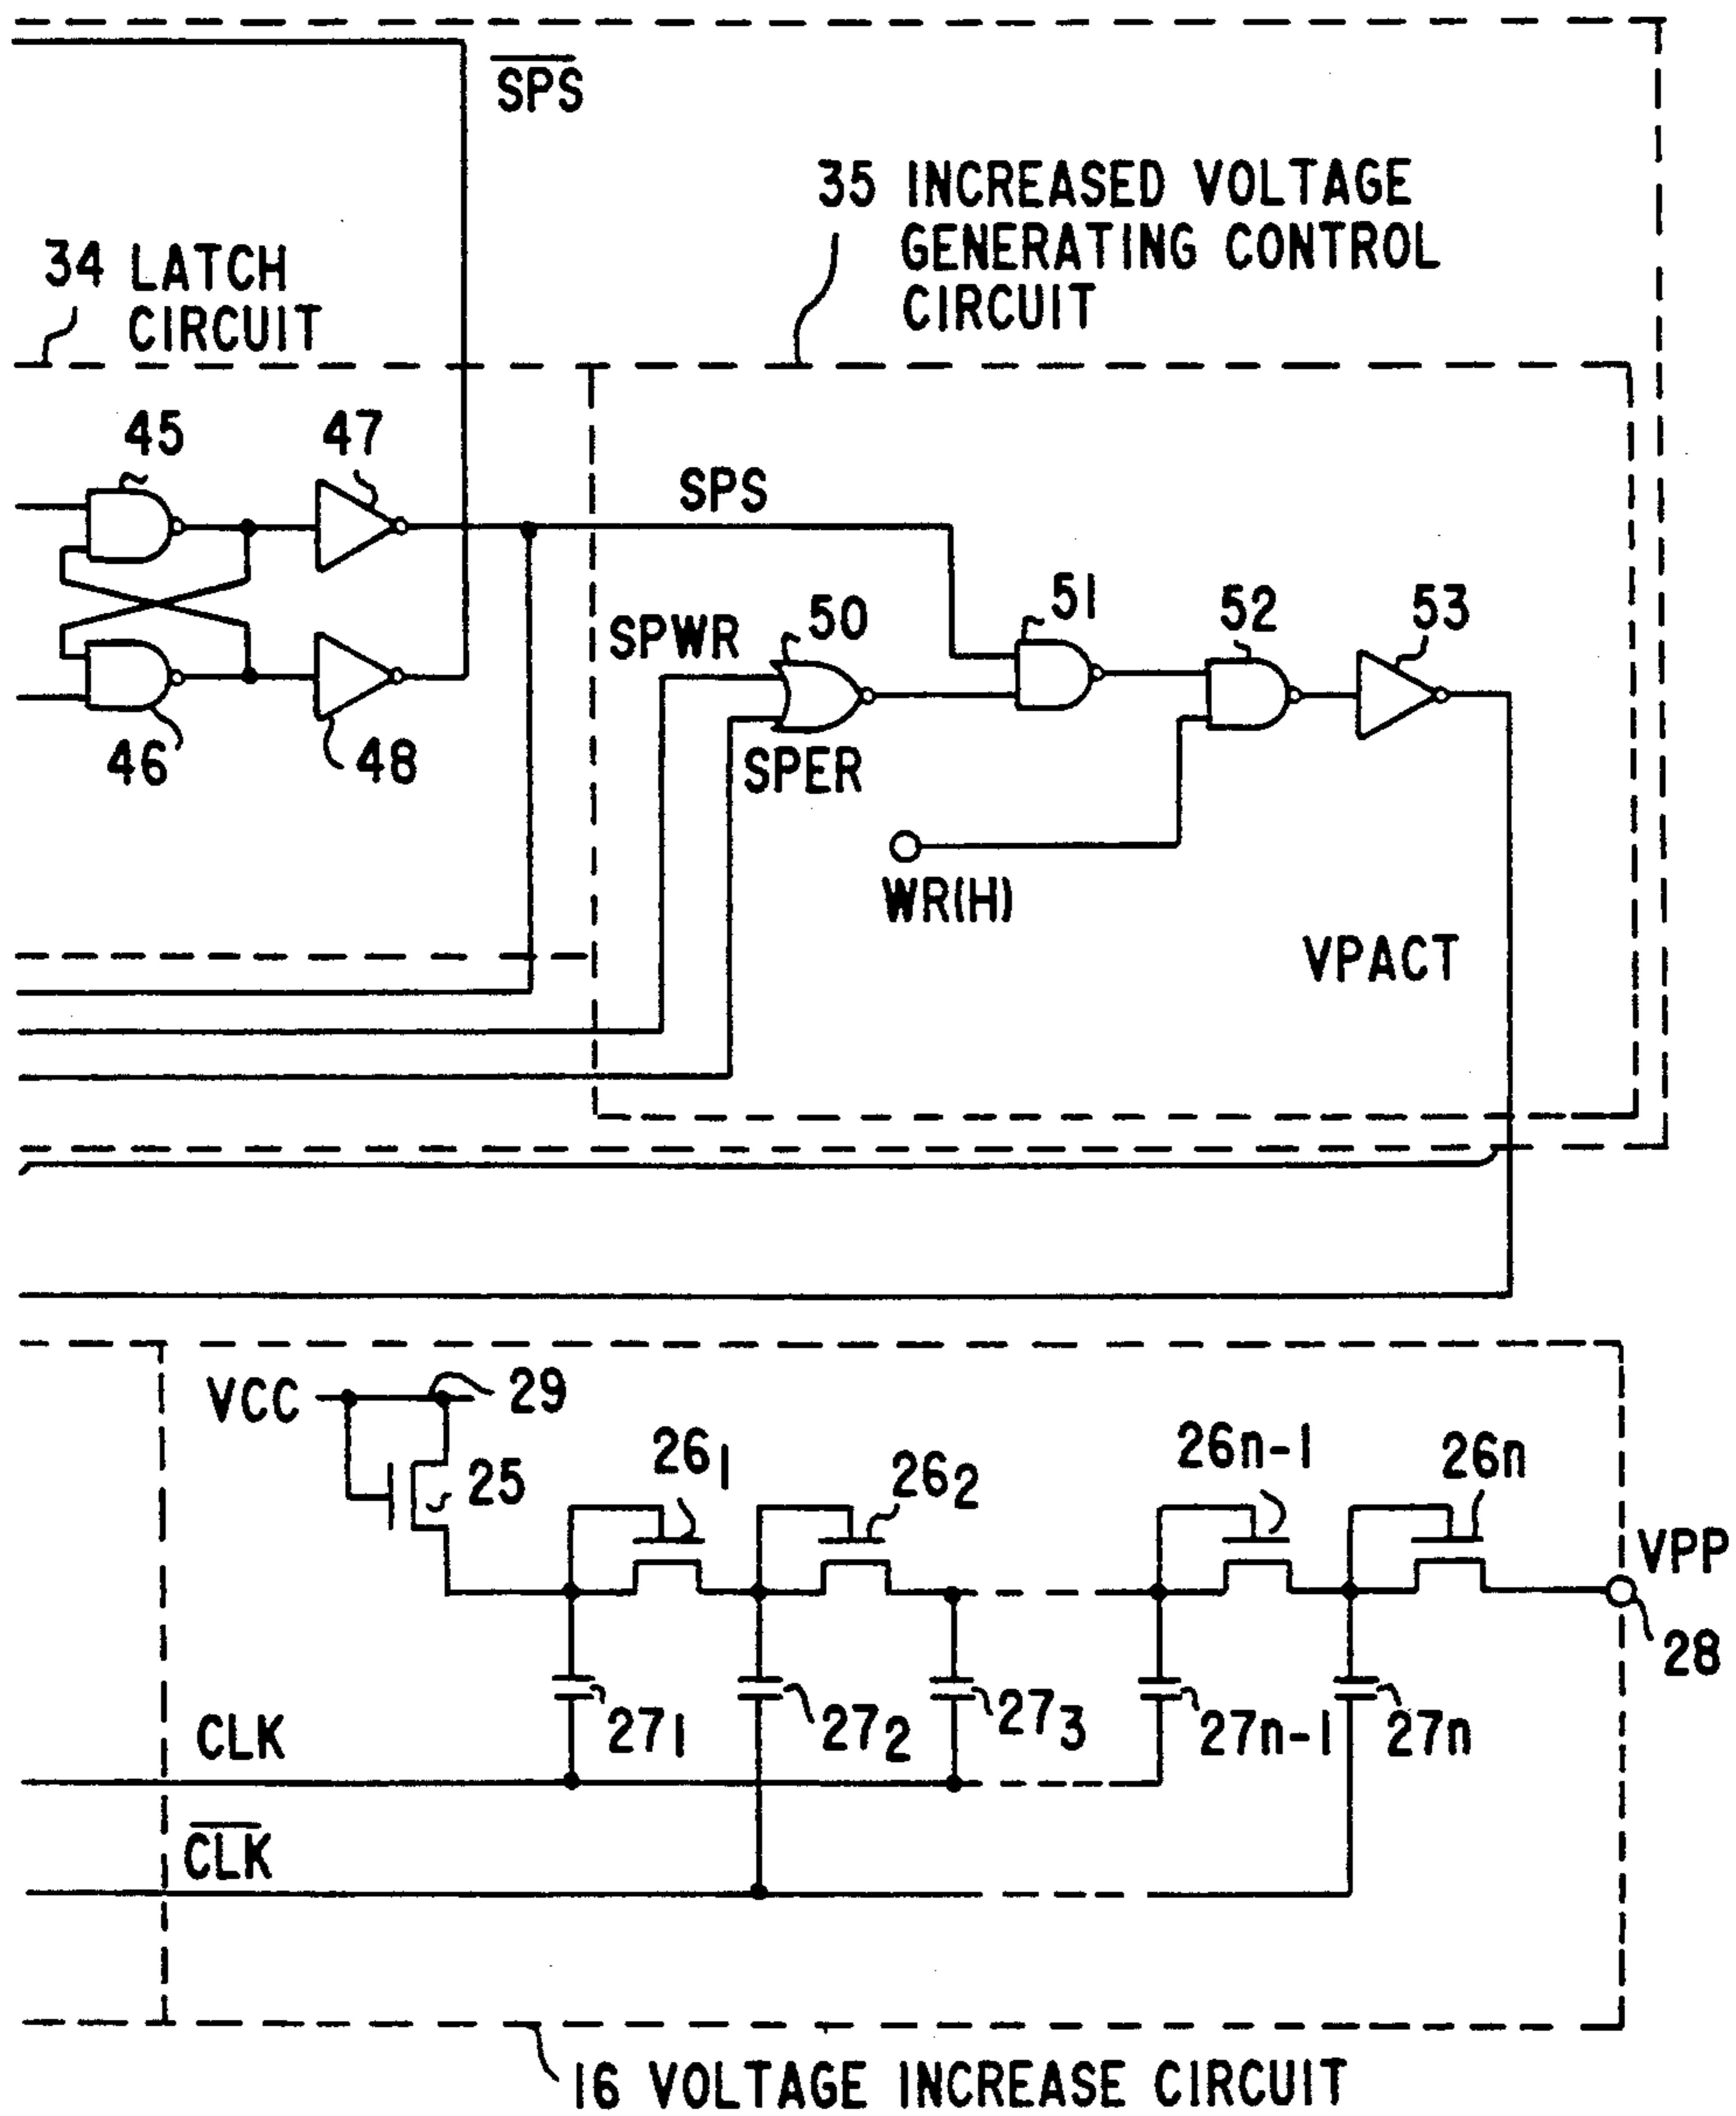 S̅P̅S̅
35 INCREASED VOLTAGE
GENERATING CONTROL
CIRCUIT
34 LATCH
CIRCUIT
45
47
SPS
51
50
52
53
SPWR
46
48
SPER
WR(H)
VPACT
VCC
29
26₁
26₂
26n-1
26n
25
VPP
28
CLK
27₁
27₂
27₃
27n-1
27n
C̅L̅K̅
16 VOLTAGE INCREASE CIRCUIT